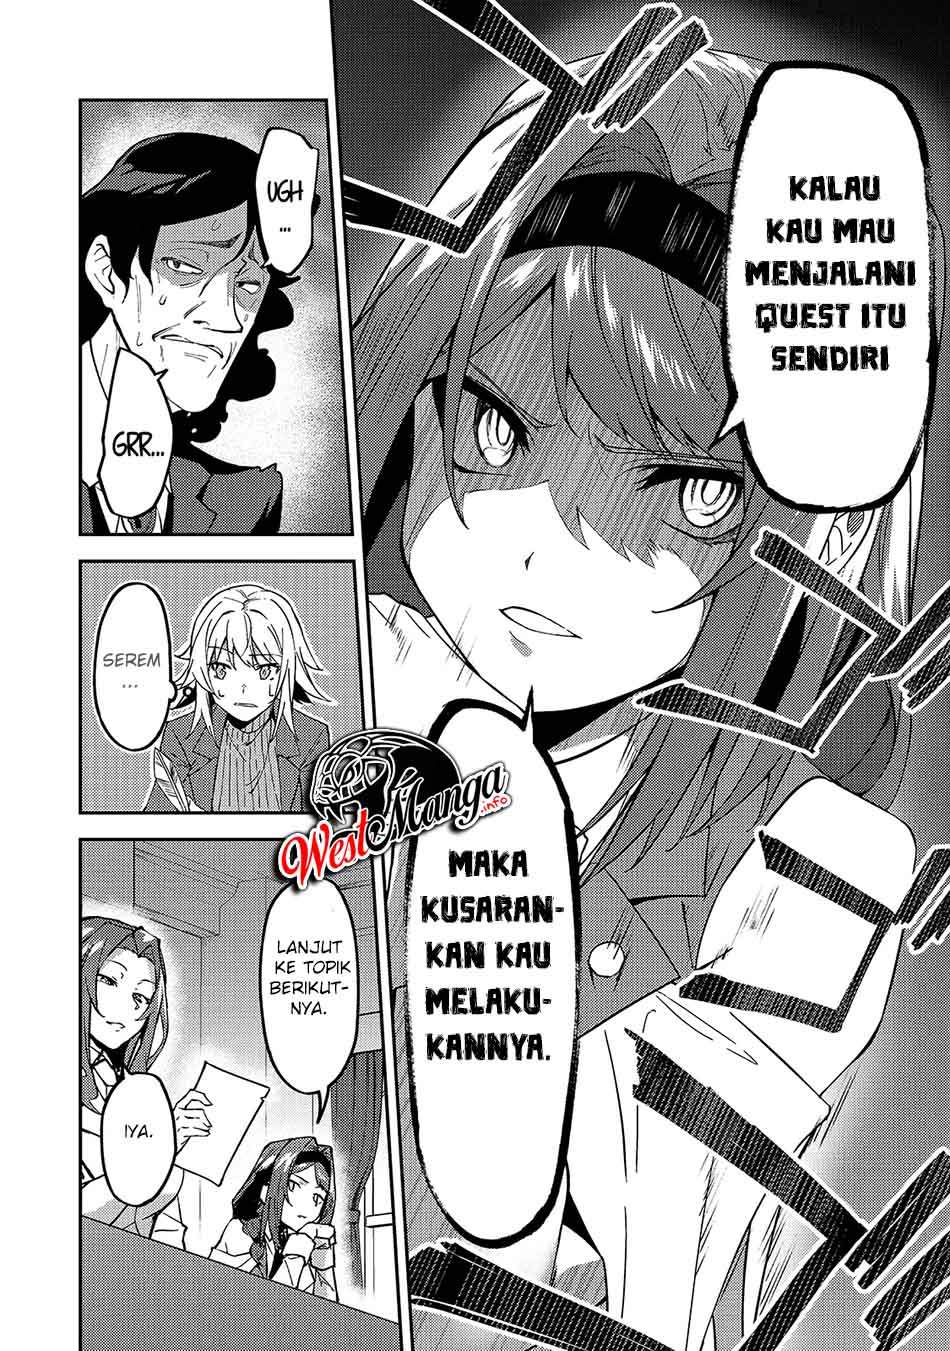 KALAU
KAU MAU
MENJALANI
QUEST ITU
SENDIRI
MAKA
KUSARAN-
KAN KAU
MELAKU-
KANNYA.
UGH
...
GRR...
SEREM
...
WestManga
.info
LANJUT
KE TOPIK
BERIKUT-
NYA.
IYA.